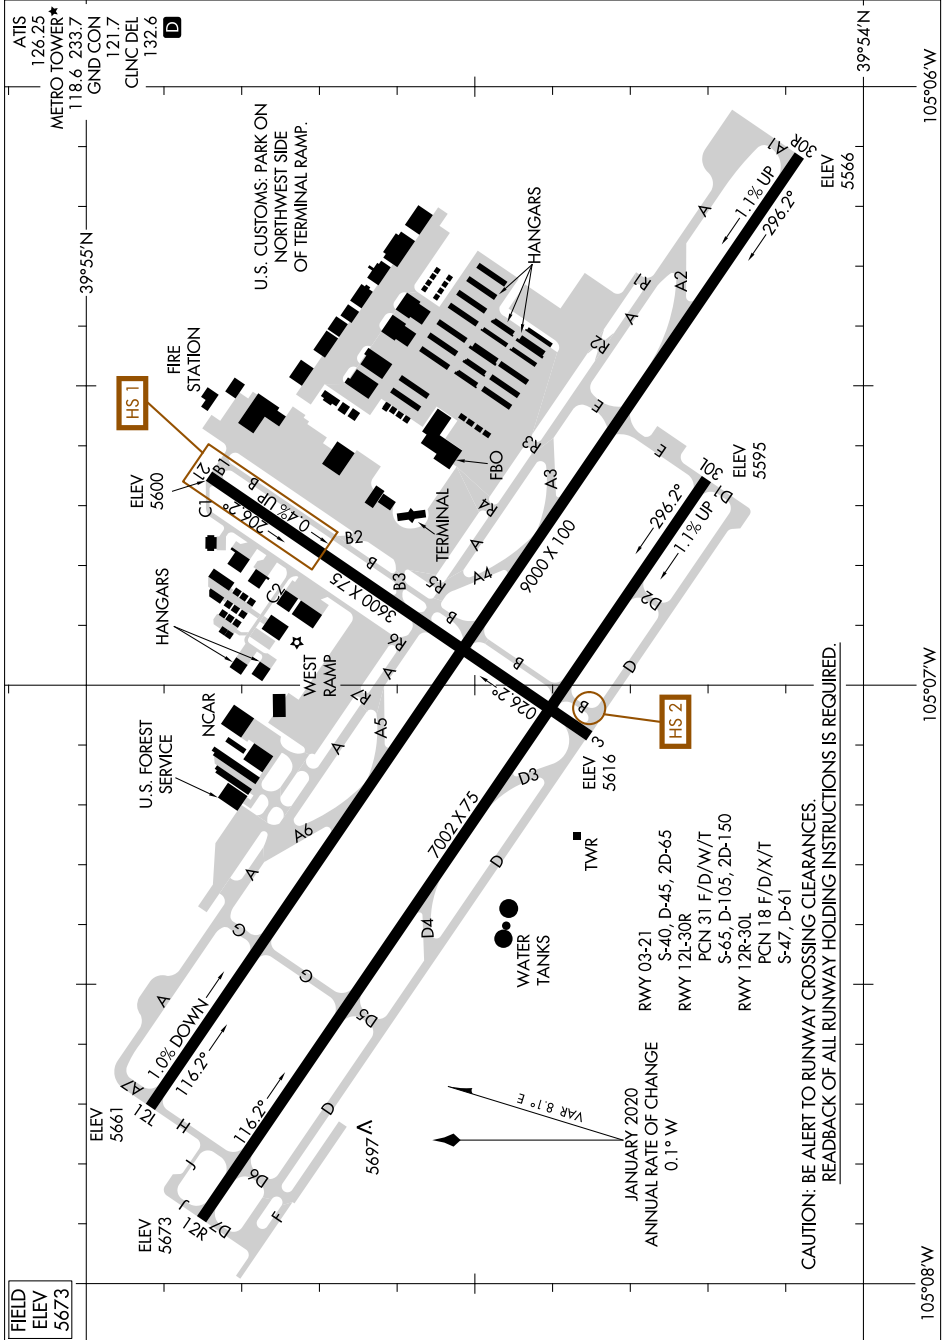 FIELD
ELEV
5673
ATIS
126.25
METRO TOWER★
118.6 233.7
GND CON
121.7
CLNC DEL
132.6
D
39°55'N
39°54'N
105°06'W
105°07'W
105°08'W
U.S. CUSTOMS: PARK ON
NORTHWEST SIDE
OF TERMINAL RAMP.
HANGARS
FIRE
STATION
HS 1
ELEV
5600
21
B1
C1
B
206.2°
0.4% UP
B2
B
B3
3600 X 75
C2
HANGARS
WEST
RAMP
NCAR
U.S. FOREST
SERVICE
TERMINAL
FBO
R1
R2
R3
R4
R5
R6
R7
A1
30R
ELEV
5566
1.1% UP
296.2°
A
A2
A
E
E
A3
A
A4
9000 X 100
B
B
A
A5
A
A6
A
G
G
A
A7
1.0% DOWN
116.2°
12L
ELEV
5661
H
J
J
12R
ELEV
5673
D7
D6
F
116.2°
D
D5
D4
D
7002 X 75
D3
026.2°
B
3
ELEV
5616
HS 2
D
D2
1.1% UP
296.2°
D1
30L
ELEV
5595
TWR
WATER
TANKS
5697
VAR 8.1° E
JANUARY 2020
ANNUAL RATE OF CHANGE
0.1° W
RWY 03-21
S-40, D-45, 2D-65
RWY 12L-30R
PCN 31 F/D/W/T
S-65, D-105, 2D-150
RWY 12R-30L
PCN 18 F/D/X/T
S-47, D-61
CAUTION: BE ALERT TO RUNWAY CROSSING CLEARANCES.
READBACK OF ALL RUNWAY HOLDING INSTRUCTIONS IS REQUIRED.